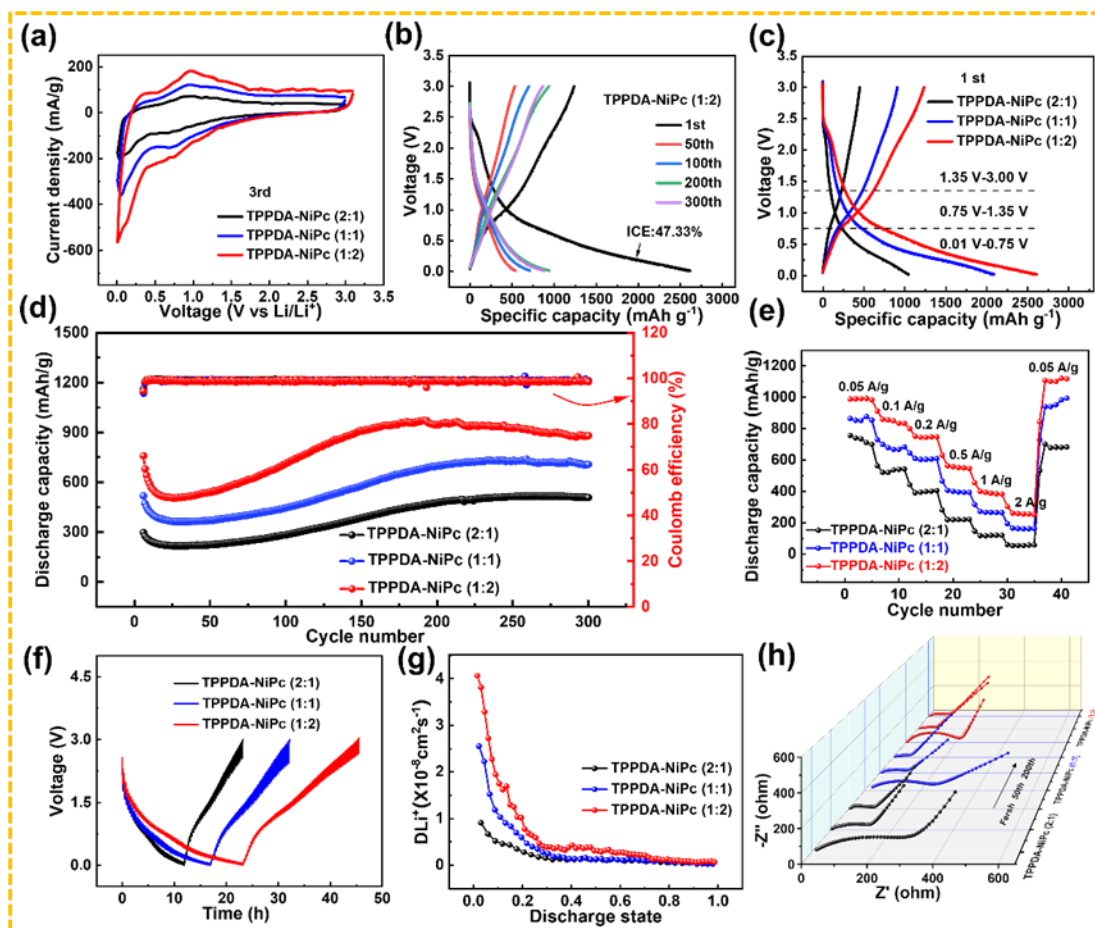 (a)
200
0
-200
-400
-600
Current density (mA/g)
3rd
TPPDA-NiPc (2:1)
TPPDA-NiPc (1:1)
TPPDA-NiPc (1:2)
0.0 0.5 1.0 1.5 2.0 2.5 3.0 3.5
Voltage (V vs Li/Li⁺)
(b)
3.5
3.0
2.5
2.0
1.5
1.0
0.5
0.0
Voltage (V)
TPPDA-NiPc (1:2)
1st
50th
100th
200th
300th
ICE:47.33%
0 500 1000 1500 2000 2500 3000
Specific capacity (mAh g⁻¹)
(c)
3.5
3.0
2.5
2.0
1.5
1.0
0.5
0.0
Voltage (V)
1 st
TPPDA-NiPc (2:1)
TPPDA-NiPc (1:1)
TPPDA-NiPc (1:2)
1.35 V-3.00 V
0.75 V-1.35 V
0.01 V-0.75 V
0 500 1000 1500 2000 2500 3000
Specific capacity (mAh g⁻¹)
(d)
1500
1200
900
600
300
0
Discharge capacity (mAh/g)
TPPDA-NiPc (2:1)
TPPDA-NiPc (1:1)
TPPDA-NiPc (1:2)
120
100
80
60
40
20
0
Coulomb efficiency (%)
0 50 100 150 200 250 300
Cycle number
(e)
1200
1000
800
600
400
200
0
Discharge capacity (mAh/g)
0.05 A/g
0.1 A/g
0.2 A/g
0.5 A/g
1 A/g
2 A/g
0.05 A/g
TPPDA-NiPc (2:1)
TPPDA-NiPc (1:1)
TPPDA-NiPc (1:2)
0 10 20 30 40
Cycle number
(f)
4.5
3.0
1.5
0.0
Voltage (V)
TPPDA-NiPc (2:1)
TPPDA-NiPc (1:1)
TPPDA-NiPc (1:2)
0 10 20 30 40 50
Time (h)
(g)
5
4
3
2
1
0
DLi⁺ (X10⁻⁸cm²s⁻¹)
TPPDA-NiPc (2:1)
TPPDA-NiPc (1:1)
TPPDA-NiPc (1:2)
0.0 0.2 0.4 0.6 0.8 1.0
Discharge state
(h)
600
400
200
0
-Z'' (ohm)
0 200 400 600
Z' (ohm)
Fersh 50th 200th
TPPDA-NiPc (2:1)